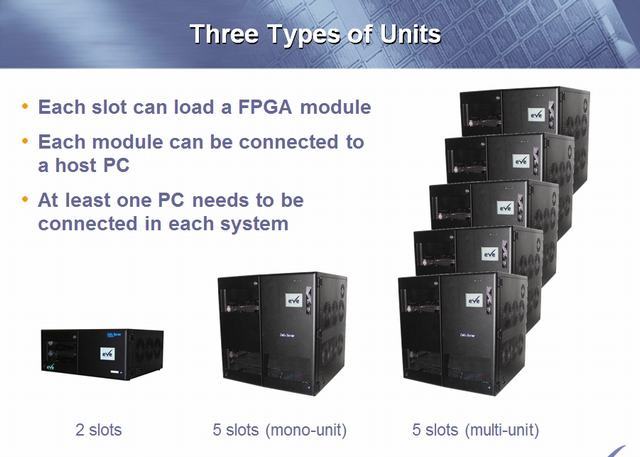 Three Types of Units
• Each slot can load a FPGA module
• Each module can be connected to
a host PC
• At least one PC needs to be
connected in each system
eve
eve
eve
eve
eve
eve
eve
eve
2 slots
5 slots (mono-unit)
5 slots (multi-unit)